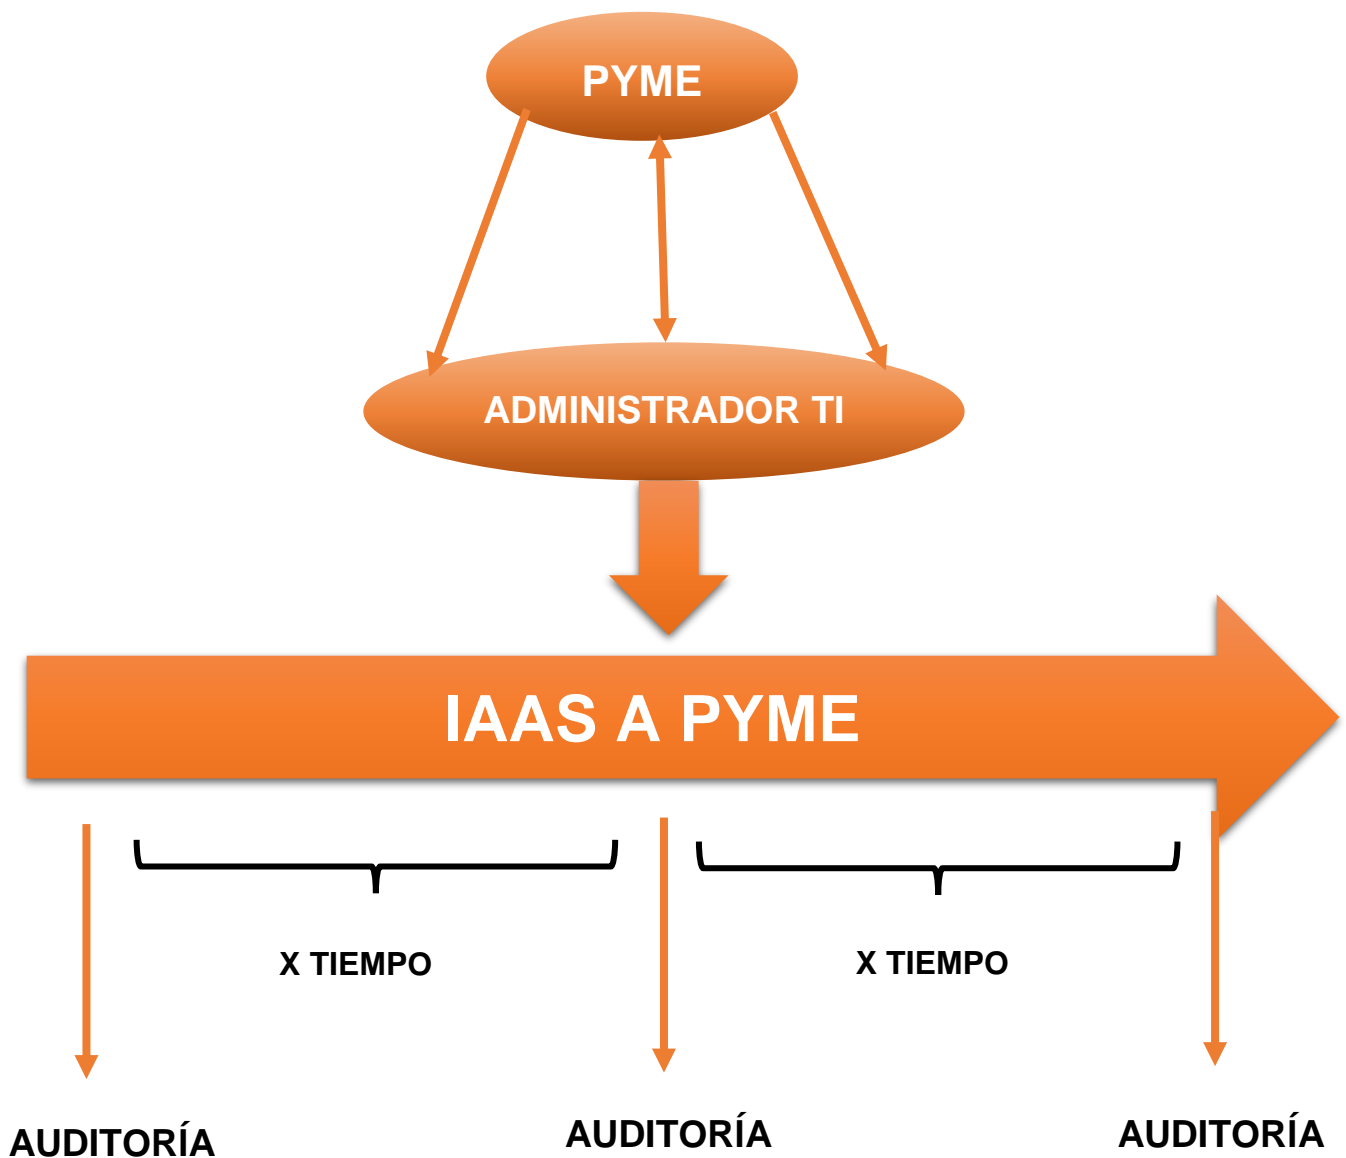 PYME
ADMINISTRADOR TI
IAAS A PYME
X TIEMPO
X TIEMPO
AUDITORÍA
AUDITORÍA
AUDITORÍA